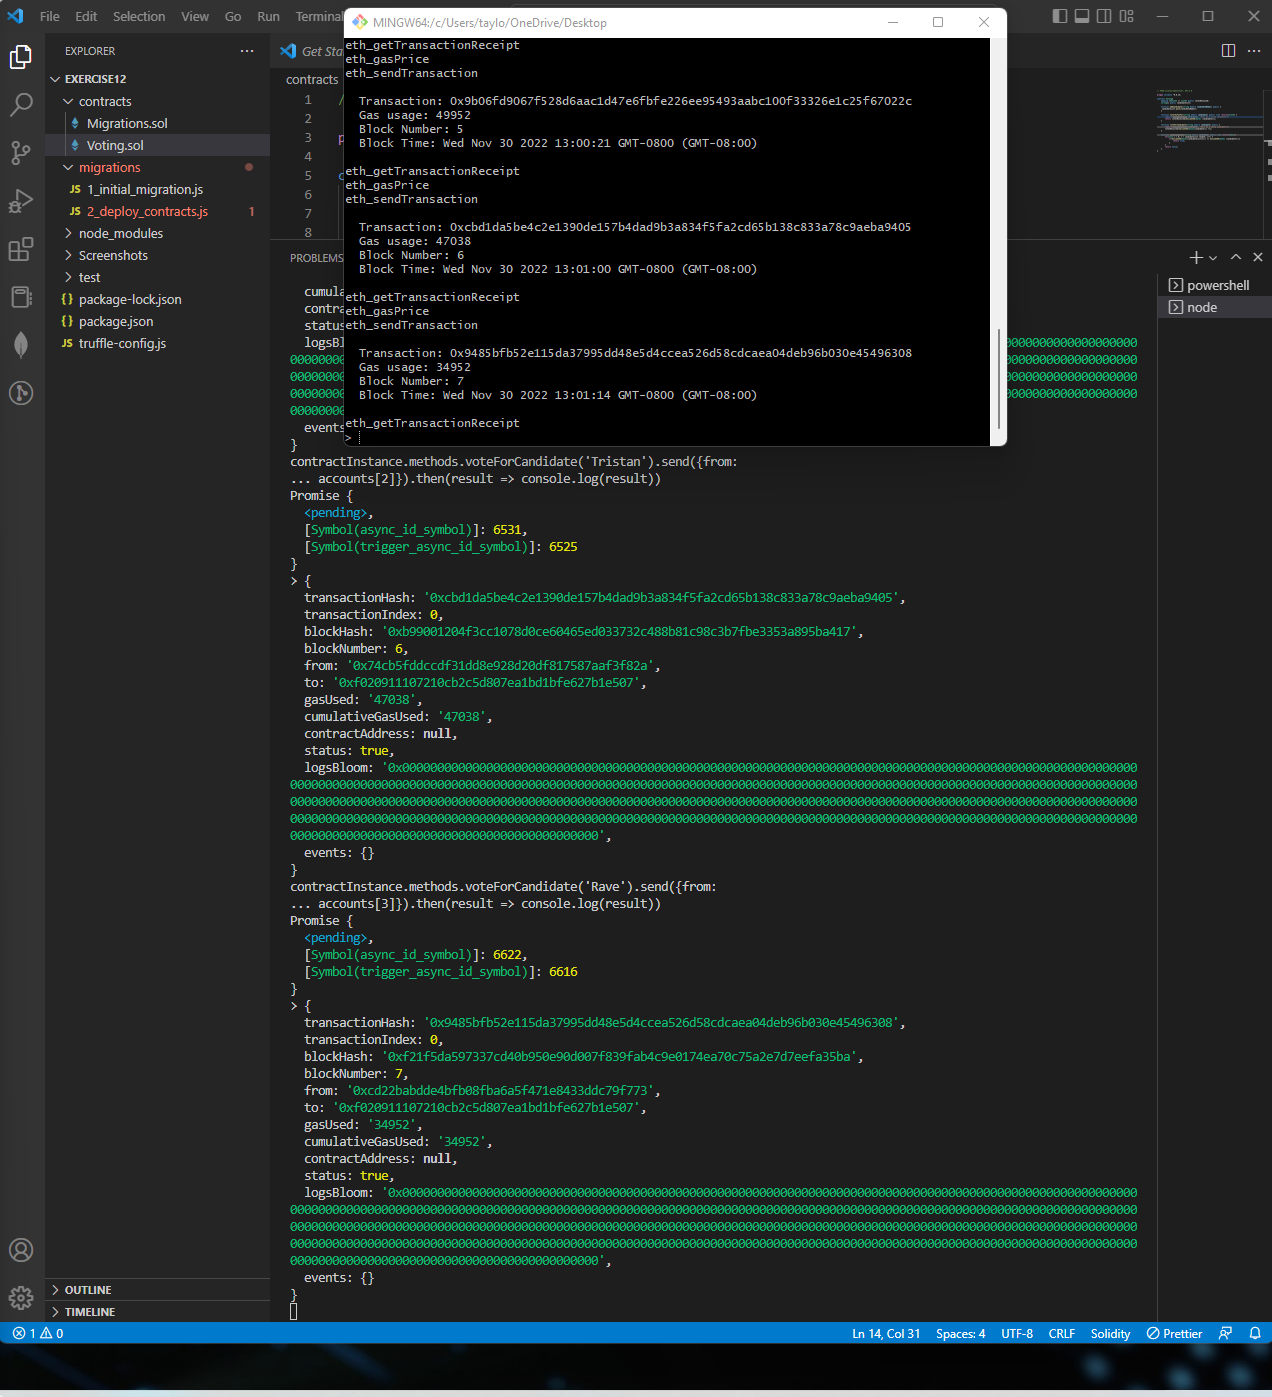 File Edit Selection View Go Run Terminal
MINGW64:/c/Users/taylo/OneDrive/Desktop
EXPLORER
EXERCISE12
contracts
Migrations.sol
Voting.sol
migrations
JS 1_initial_migration.js
JS 2_deploy_contracts.js 1
node_modules
Screenshots
test
{} package-lock.json
{} package.json
JS truffle-config.js
OUTLINE
TIMELINE
Get Sta
contracts
1 /
2
3 p
4
5 c
6
7
8
PROBLEMS
eth_getTransactionReceipt
eth_gasPrice
eth_sendTransaction
Transaction: 0x9b06fd9067f528d6aac1d47e6fbfe226ee95493aabc100f33326e1c25f67022c
Gas usage: 49952
Block Number: 5
Block Time: Wed Nov 30 2022 13:00:21 GMT-0800 (GMT-08:00)
eth_getTransactionReceipt
eth_gasPrice
eth_sendTransaction
Transaction: 0xcbd1da5be4c2e1390de157b4dad9b3a834f5fa2cd65b138c833a78c9aeba9405
Gas usage: 47038
Block Number: 6
Block Time: Wed Nov 30 2022 13:01:00 GMT-0800 (GMT-08:00)
eth_getTransactionReceipt
eth_gasPrice
eth_sendTransaction
Transaction: 0x9485bfb52e115da37995dd48e5d4ccea526d58cdcaea04deb96b030e45496308
Gas usage: 34952
Block Number: 7
Block Time: Wed Nov 30 2022 13:01:14 GMT-0800 (GMT-08:00)
eth_getTransactionReceipt
>
powershell
node
cumula
contra
status
logsBl
events
}
contractInstance.methods.voteForCandidate('Tristan').send({from:
... accounts[2]}).then(result => console.log(result))
Promise {
<pending>,
[Symbol(async_id_symbol)]: 6531,
[Symbol(trigger_async_id_symbol)]: 6525
}
> {
transactionHash: '0xcbd1da5be4c2e1390de157b4dad9b3a834f5fa2cd65b138c833a78c9aeba9405',
transactionIndex: 0,
blockHash: '0xb99001204f3cc1078d0ce60465ed033732c488b81c98c3b7fbe3353a895ba417',
blockNumber: 6,
from: '0x74cb5fddccdf31dd8e928d20df817587aaf3f82a',
to: '0xf020911107210cb2c5d807ea1bd1bfe627b1e507',
gasUsed: '47038',
cumulativeGasUsed: '47038',
contractAddress: null,
status: true,
logsBloom:
events: {}
}
contractInstance.methods.voteForCandidate('Rave').send({from:
... accounts[3]}).then(result => console.log(result))
Promise {
<pending>,
[Symbol(async_id_symbol)]: 6622,
[Symbol(trigger_async_id_symbol)]: 6616
}
> {
transactionHash: '0x9485bfb52e115da37995dd48e5d4ccea526d58cdcaea04deb96b030e45496308',
transactionIndex: 0,
blockHash: '0xf21f5da597337cd40b950e90d007f839fab4c9e0174ea70c75a2e7d7eefa35ba',
blockNumber: 7,
from: '0xcd22babdde4bfb08fba6a5f471e8433ddc79f773',
to: '0xf020911107210cb2c5d807ea1bd1bfe627b1e507',
gasUsed: '34952',
cumulativeGasUsed: '34952',
contractAddress: null,
status: true,
logsBloom:
events: {}
}
1 0
Ln 14, Col 31 Spaces: 4 UTF-8 CRLF Solidity Prettier